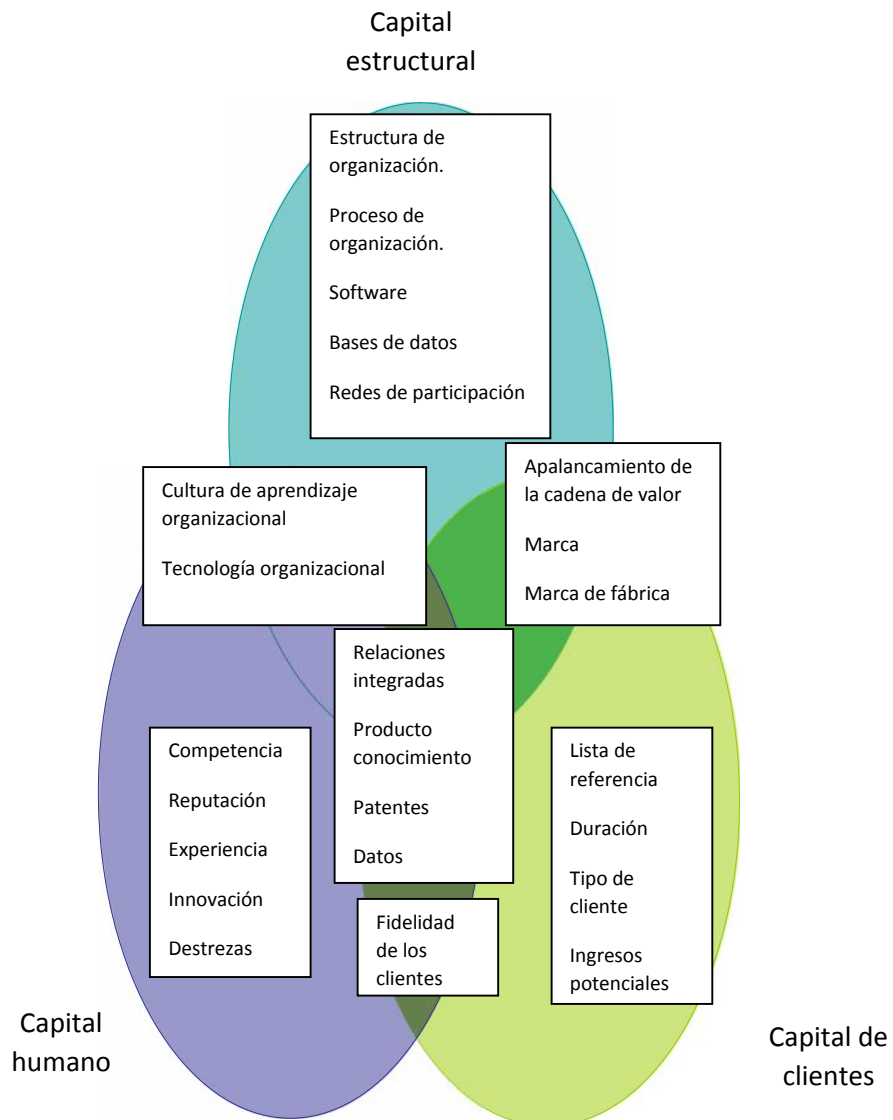 Capital
estructural
Estructura de
organización.
Proceso de
organización.
Software
Bases de datos
Redes de participación
Cultura de aprendizaje
organizacional
Tecnología organizacional
Apalancamiento de
la cadena de valor
Marca
Marca de fábrica
Relaciones
integradas
Producto
conocimiento
Patentes
Datos
Competencia
Reputación
Experiencia
Innovación
Destrezas
Lista de
referencia
Duración
Tipo de
cliente
Ingresos
potenciales
Fidelidad
de los
clientes
Capital
humano
Capital de
clientes